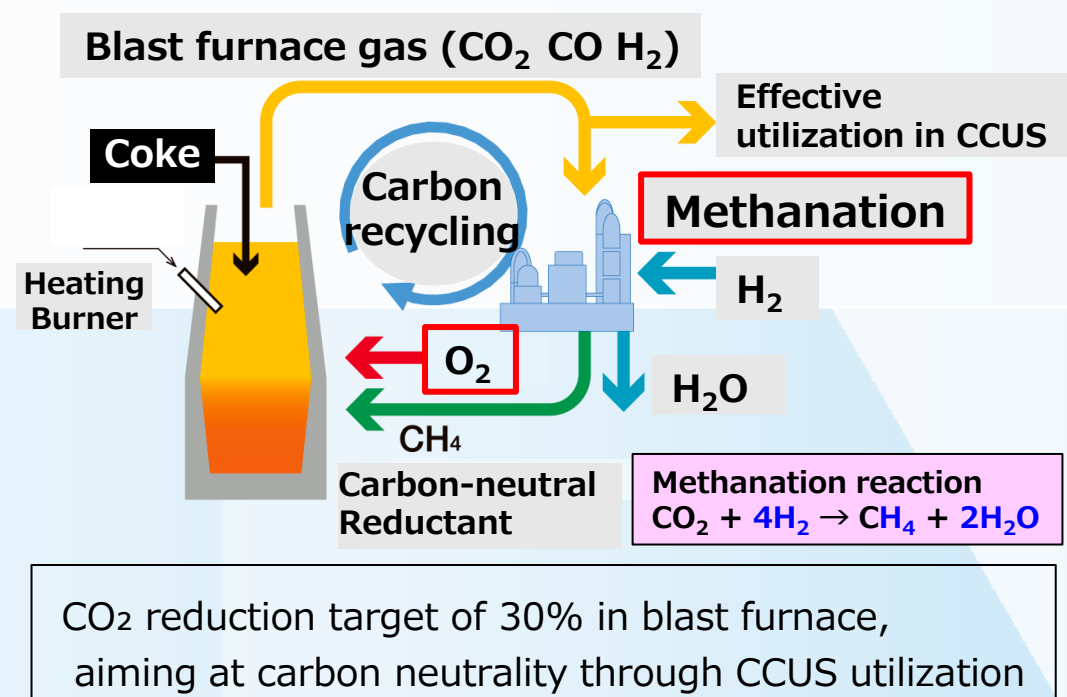 Blast furnace gas (CO₂ CO H₂)
Effective
utilization in CCUS
Coke
Carbon
recycling
Methanation
Heating
Burner
H₂
O₂
H₂O
CH₄
Carbon-neutral
Reductant
Methanation reaction
CO₂ + 4H₂ → CH₄ + 2H₂O
CO₂ reduction target of 30% in blast furnace,
aiming at carbon neutrality through CCUS utilization